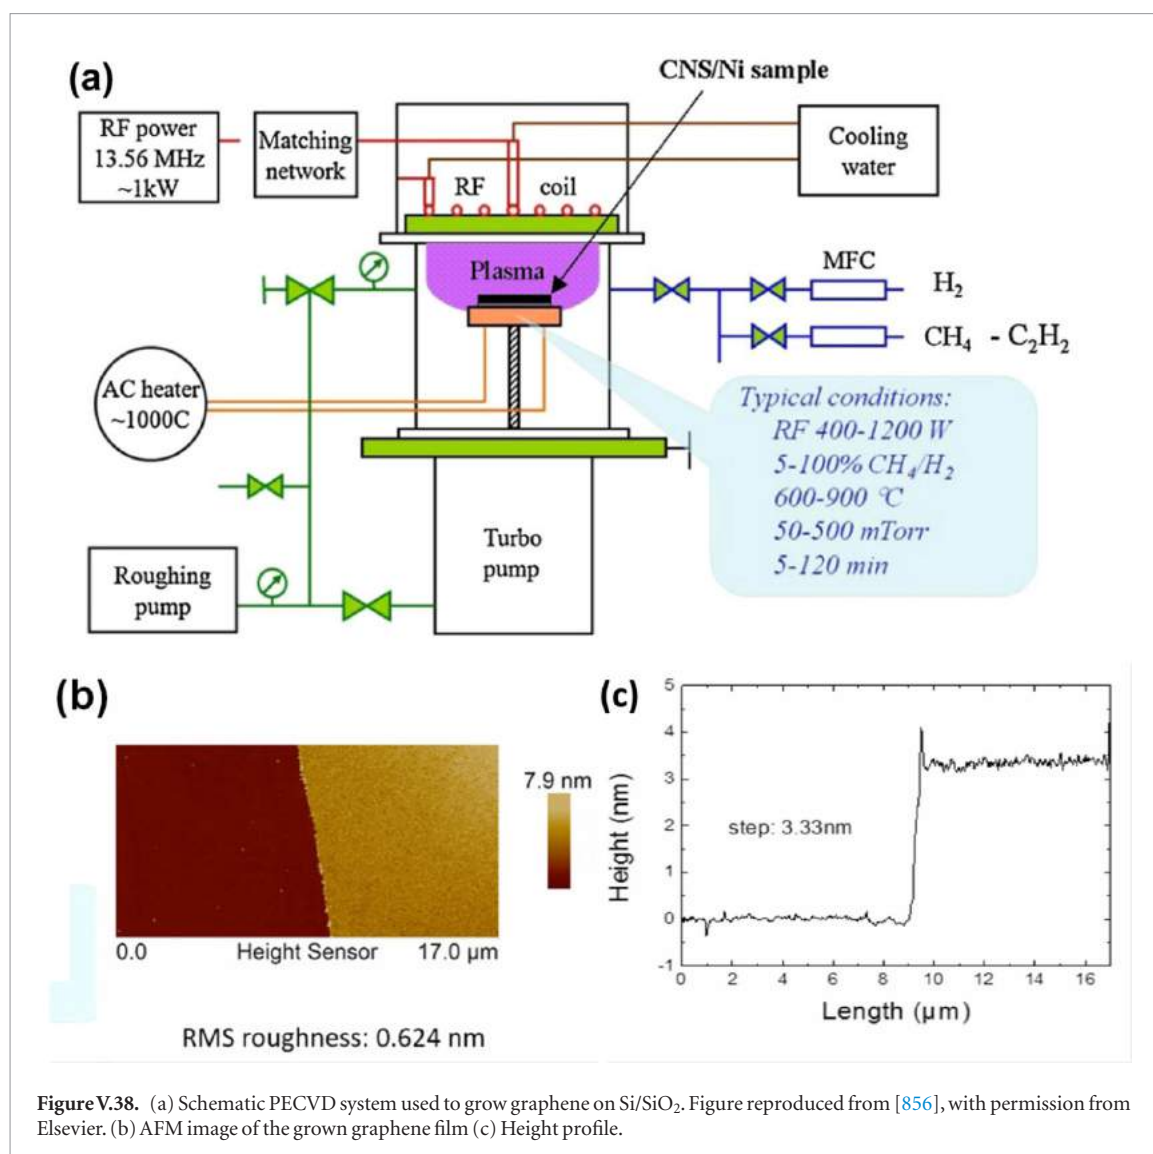 (a)
CNS/Ni sample
RF power
13.56 MHz
~1kW
Matching
network
RF coil
Cooling
water
Plasma
MFC
H₂
CH₄ - C₂H₂
AC heater
~1000C
Typical conditions:
RF 400-1200 W
5-100% CH₄/H₂
600-900 ℃
50-500 mTorr
5-120 min
Roughing
pump
Turbo
pump
(b)
7.9 nm
0.0 Height Sensor 17.0 µm
RMS roughness: 0.624 nm
(c)
5
4
3
2
1
0
-1
Height (nm)
step: 3.33nm
0 2 4 6 8 10 12 14 16
Length (µm)
Figure V.38. (a) Schematic PECVD system used to grow graphene on Si/SiO₂. Figure reproduced from [856], with permission from
Elsevier. (b) AFM image of the grown graphene film (c) Height profile.